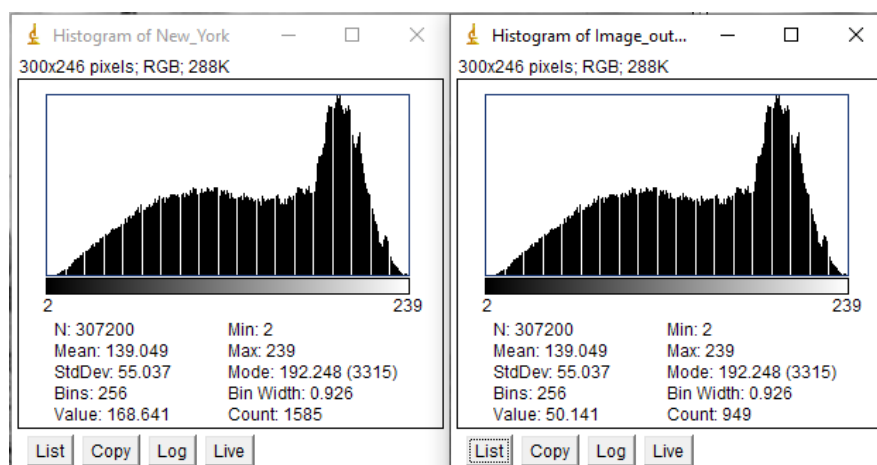 Histogram of New_York
300x246 pixels; RGB; 288K
2 239
N: 307200 Min: 2
Mean: 139.049 Max: 239
StdDev: 55.037 Mode: 192.248 (3315)
Bins: 256 Bin Width: 0.926
Value: 168.641 Count: 1585
List Copy Log Live
Histogram of Image_out...
300x246 pixels; RGB; 288K
2 239
N: 307200 Min: 2
Mean: 139.049 Max: 239
StdDev: 55.037 Mode: 192.248 (3315)
Bins: 256 Bin Width: 0.926
Value: 50.141 Count: 949
List Copy Log Live